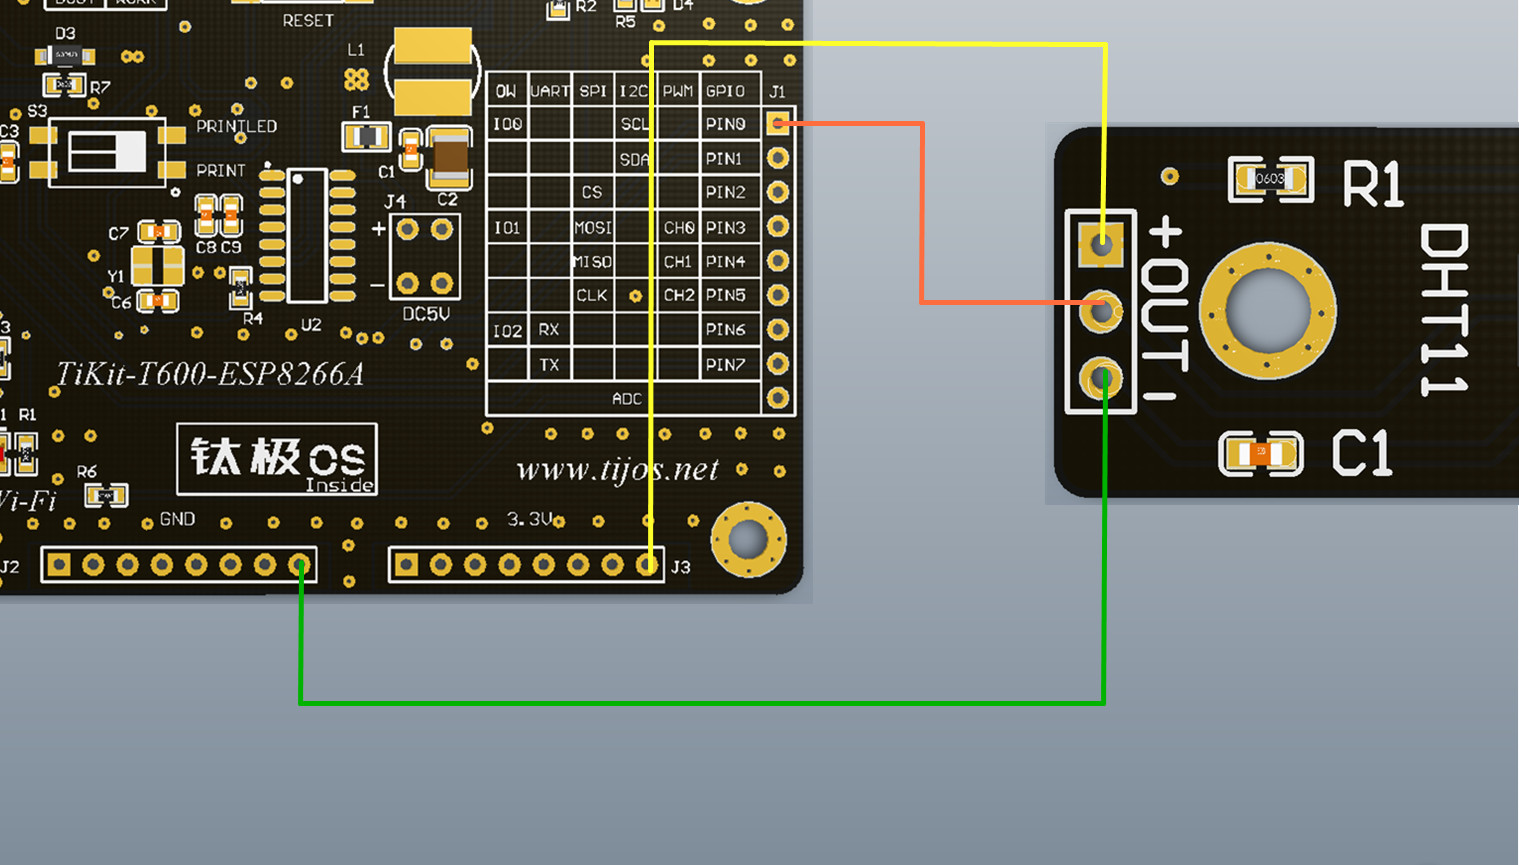 RESET
R2
R5
D4
D3
L1
R7
S3
F1
C3
PRINTLED
PRINT
C1
C2
J4
+
-
DC5V
C7
C8 C9
Y1
C6
R4
U2
OW UART SPI I2C PWM GPIO J1
IO0 SCL PIN0
SDA PIN1
CS PIN2
IO1 MOSI CH0 PIN3
MISO CH1 PIN4
CLK CH2 PIN5
IO2 RX PIN6
TX PIN7
ADC
TiKit-T600-ESP8266A
R1
R6
钛极OS
Inside
www.tijos.net
Wi-Fi
GND
3.3V
J2
J3
R1
0603
+
OUT
-
DHT11
C1